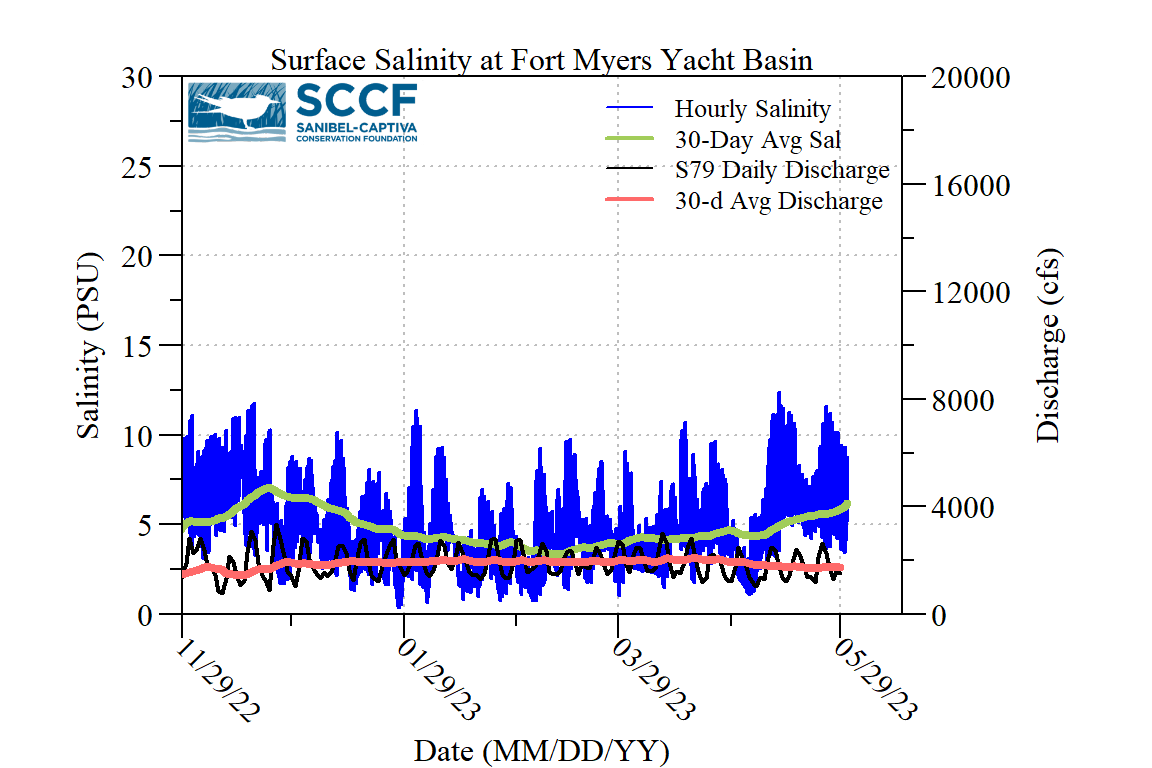 Surface Salinity at Fort Myers Yacht Basin
SCCF
SANIBEL-CAPTIVA
CONSERVATION FOUNDATION
Hourly Salinity
30-Day Avg Sal
S79 Daily Discharge
30-d Avg Discharge
Salinity (PSU)
30
25
20
15
10
5
0
20000
16000
12000
8000
4000
0
Discharge (cfs)
11/29/22
01/29/23
03/29/23
05/29/23
Date (MM/DD/YY)